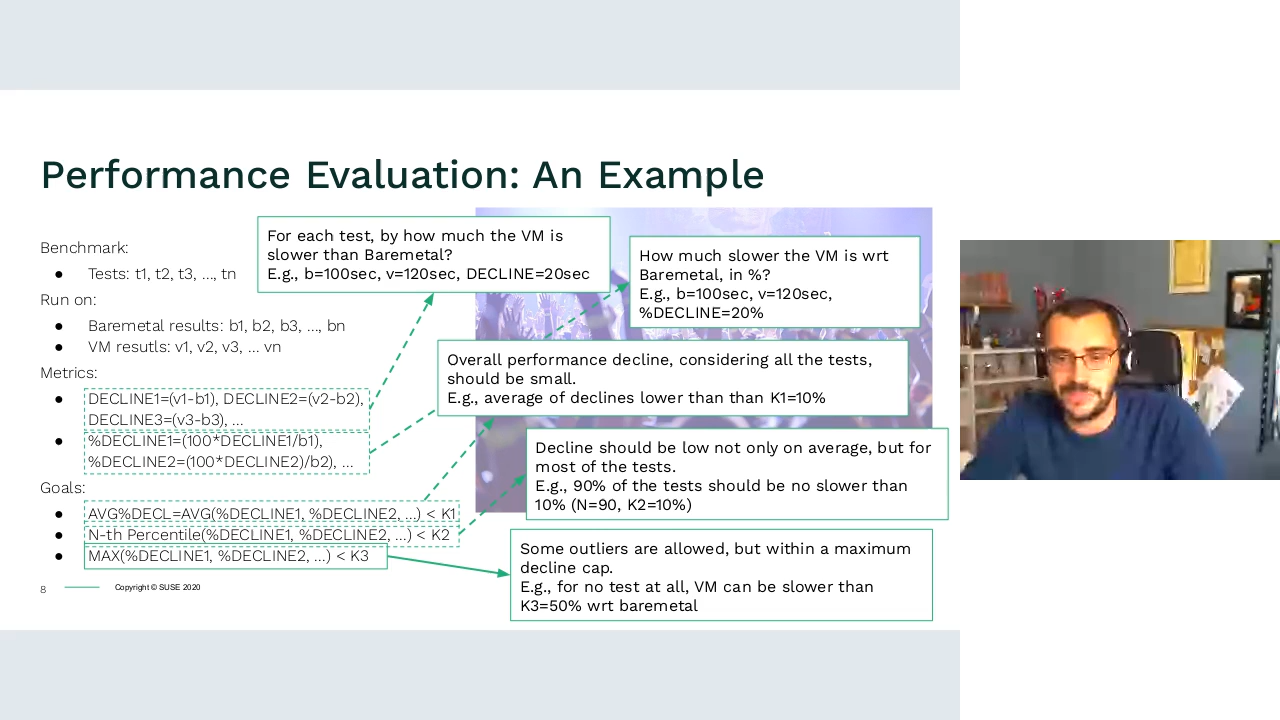 Performance Evaluation: An Example
Benchmark:
● Tests: t1, t2, t3, ..., tn
Run on:
● Baremetal results: b1, b2, b3, ..., bn
● VM resutls: v1, v2, v3, ... vn
Metrics:
● DECLINE1=(v1-b1), DECLINE2=(v2-b2),
DECLINE3=(v3-b3), ...
● %DECLINE1=(100*DECLINE1/b1),
%DECLINE2=(100*DECLINE2)/b2), ...
Goals:
● AVG%DECL=AVG(%DECLINE1, %DECLINE2, ...) < K1
● N-th Percentile(%DECLINE1, %DECLINE2, ...) < K2
● MAX(%DECLINE1, %DECLINE2, ...) < K3
For each test, by how much the VM is
slower than Baremetal?
E.g., b=100sec, v=120sec, DECLINE=20sec
How much slower the VM is wrt
Baremetal, in %?
E.g., b=100sec, v=120sec,
%DECLINE=20%
Overall performance decline, considering all the tests,
should be small.
E.g., average of declines lower than than K1=10%
Decline should be low not only on average, but for
most of the tests.
E.g., 90% of the tests should be no slower than
10% (N=90, K2=10%)
Some outliers are allowed, but within a maximum
decline cap.
E.g., for no test at all, VM can be slower than
K3=50% wrt baremetal
8
Copyright © SUSE 2020